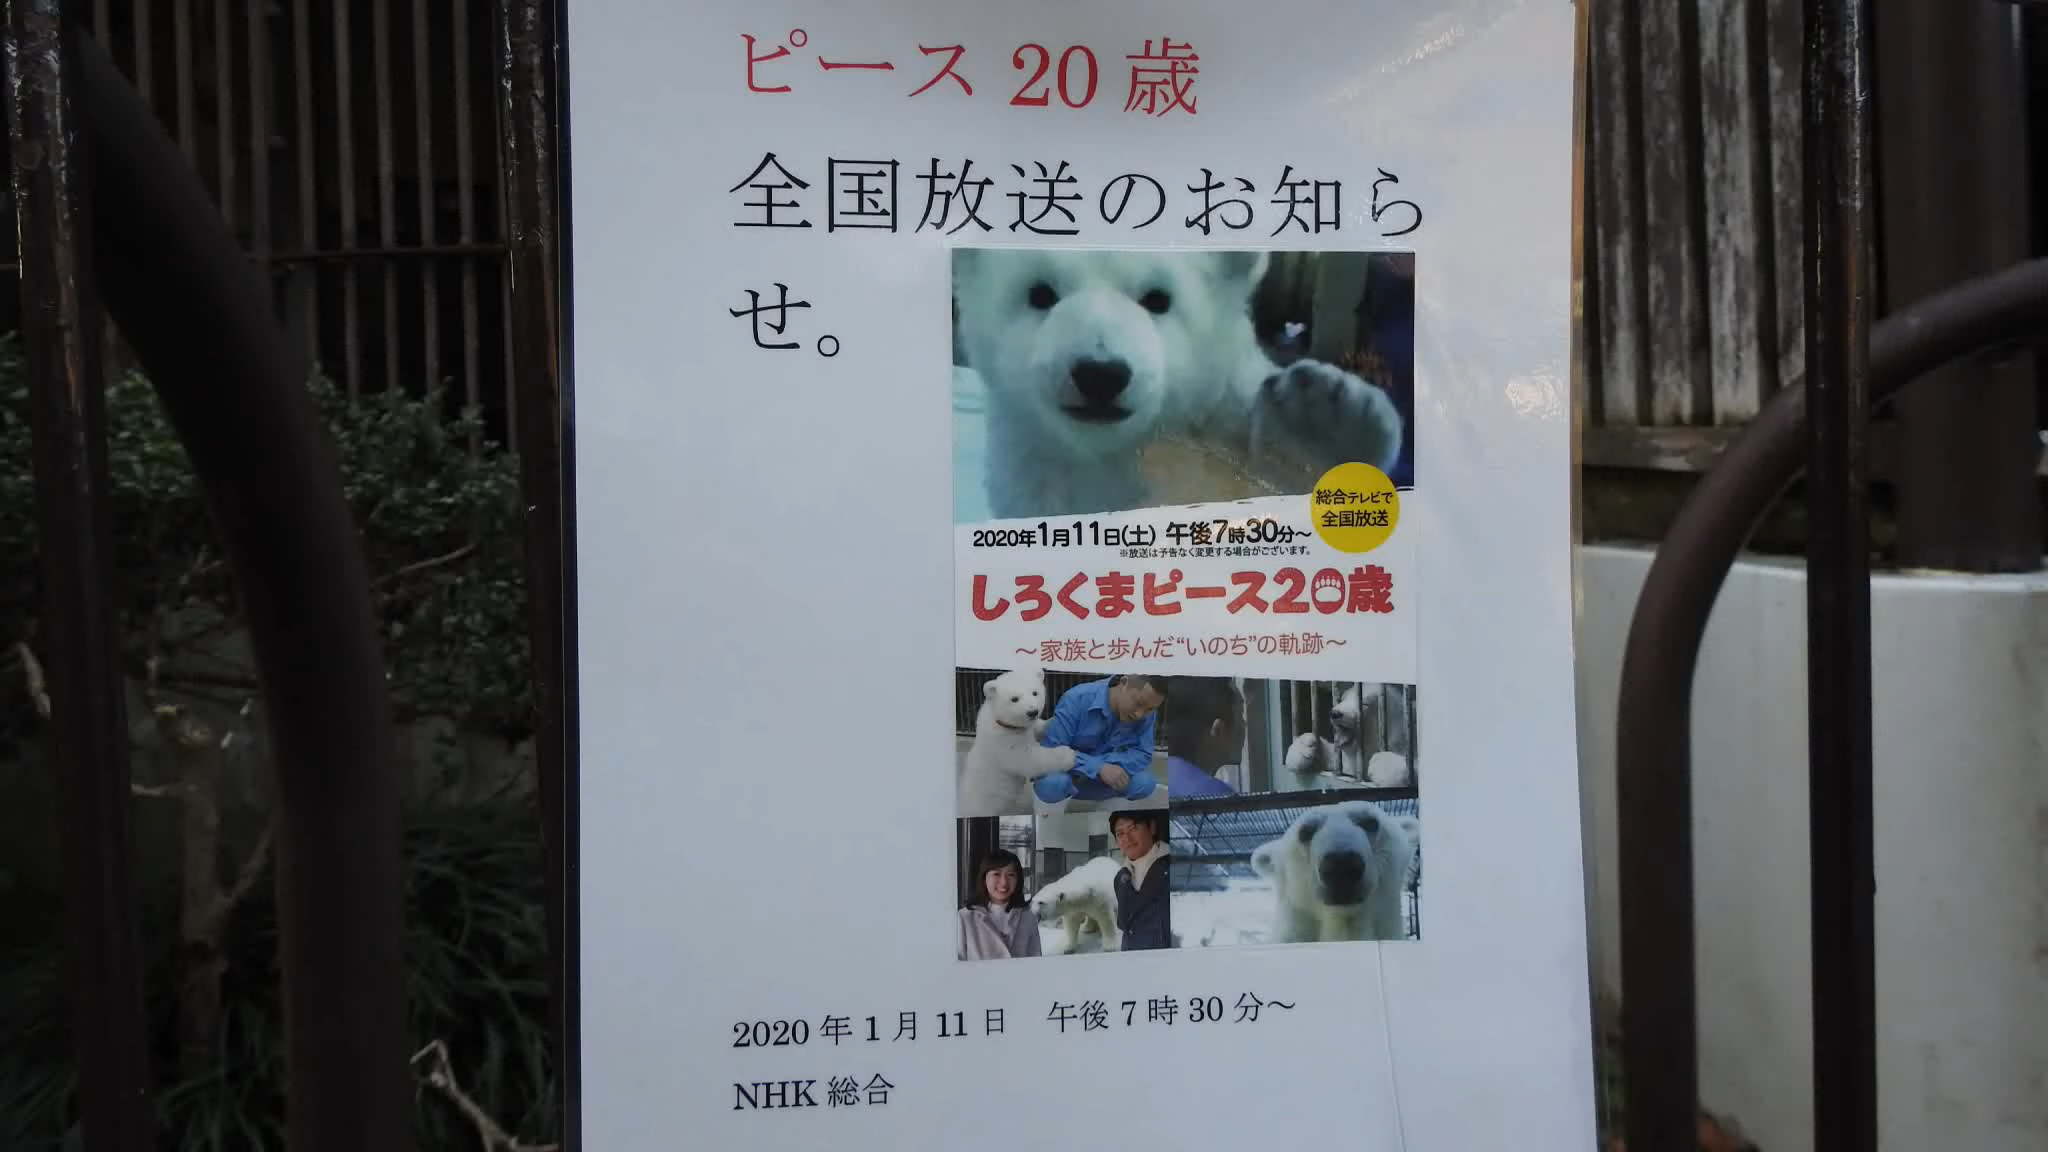 ピース 20 歳
全国放送のお知ら
せ。
総合テレビで
全国放送
2020年1月11日(土) 午後7時30分～
※放送は予告なく変更する場合がございます。
しろくまピース20歳
～家族と歩んだ“いのち”の軌跡～
2020 年 1 月 11 日　午後 7 時 30 分～
NHK 総合